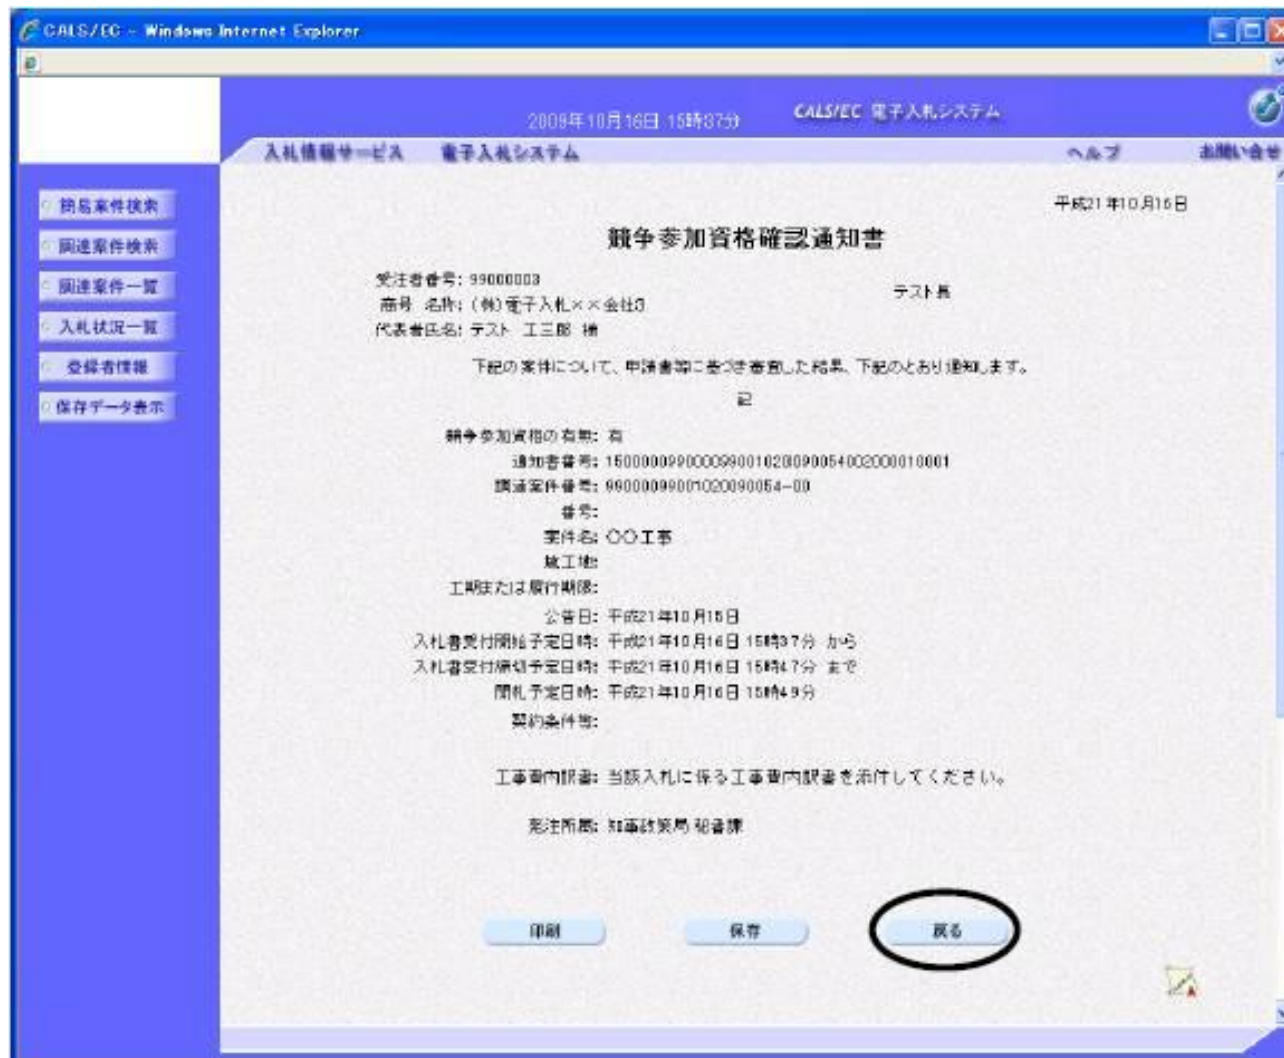 CALS/EC - Windows Internet Explorer
2009年10月16日 15時37分
CALS/EC 電子入札システム
入札情報サービス 電子入札システム ヘルプ お問い合せ
簡易案件検索
調達案件検索
調達案件一覧
入札状況一覧
登録者情報
保存データ表示
平成21年10月16日
競争参加資格確認通知書
受注者番号: 99000003
商号 名称: (株)電子入札××会社3
テスト長
代表者氏名: テスト 工三郎 様
下記の案件について、申請書等に基づき審査した結果、下記のとおり通知します。
記
競争参加資格の有無: 有
通知書番号: 15000009900009900102009005400200001000​1
調達案件番号: 99000099001020090054-00
番号:
案件名: 〇〇工事
施工地:
工期または履行期限:
公告日: 平成21年10月15日
入札書受付開始予定日時: 平成21年10月16日 15時37分 から
入札書受付締切予定日時: 平成21年10月16日 15時47分 まで
開札予定日時: 平成21年10月16日 15時49分
契約条件等:
工事費内訳書: 当該入札に係る工事費内訳書を添付してください。
発注所属: 知事政策局 秘書課
印刷 保存 戻る